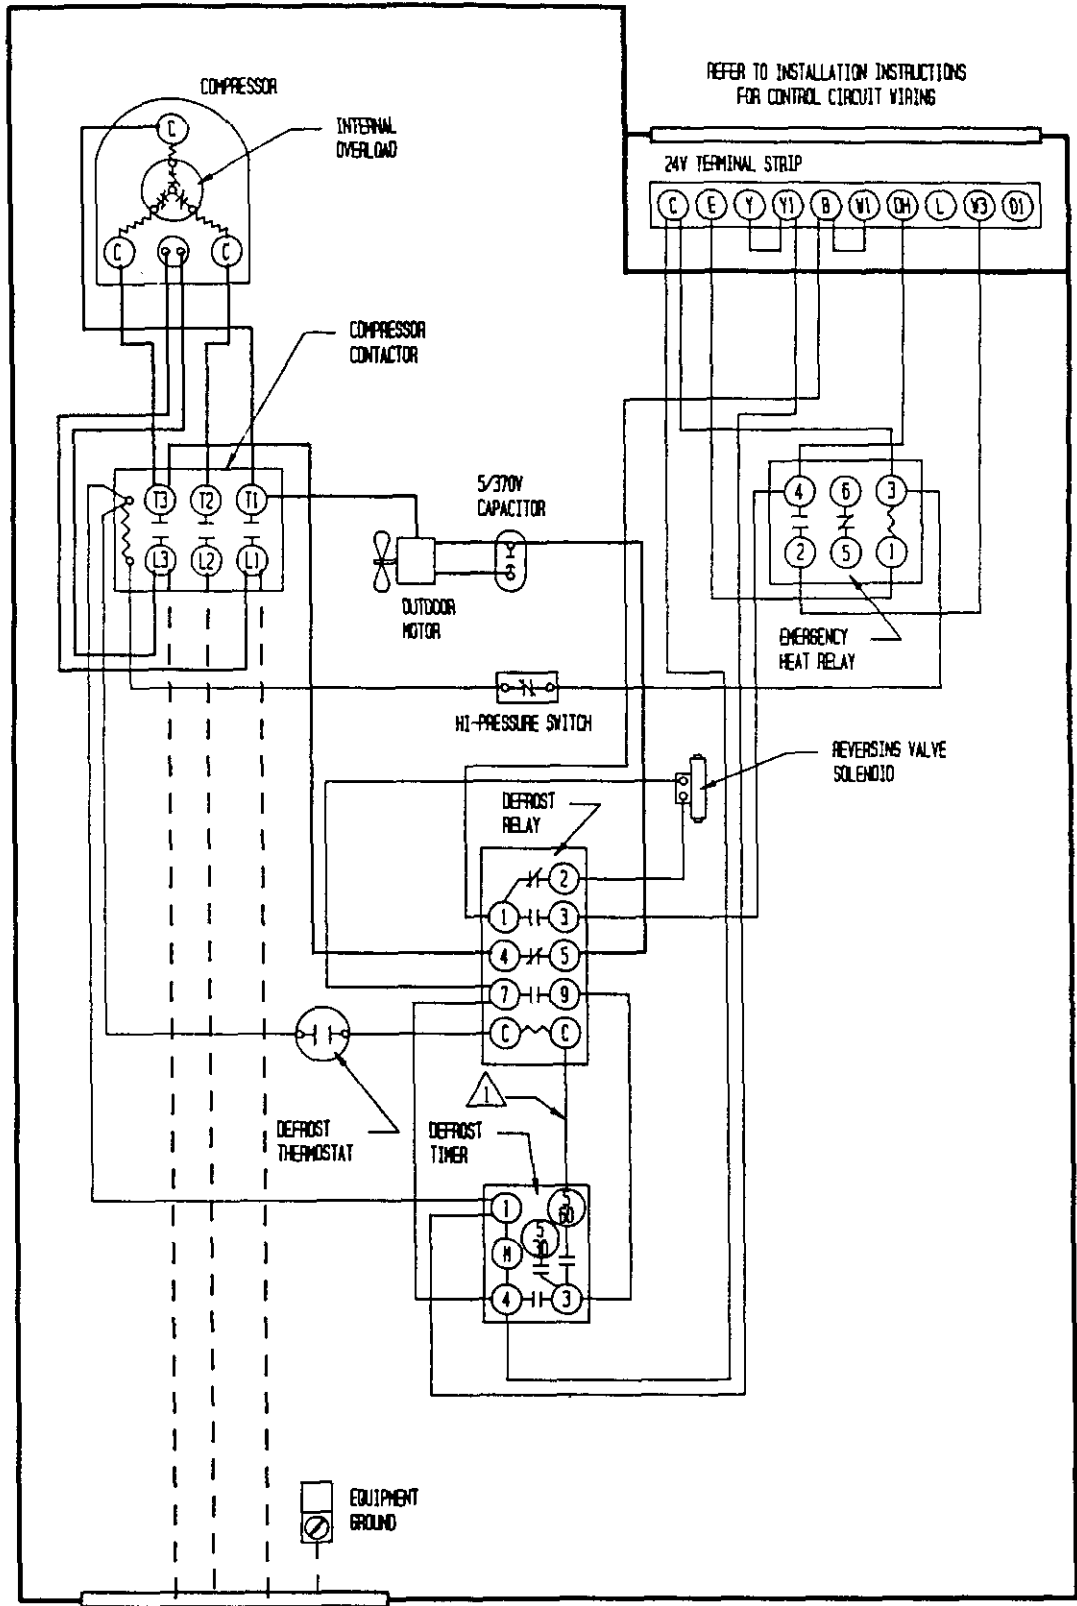 COMPRESSOR
INTERNAL
OVERLOAD
REFER TO INSTALLATION INSTRUCTIONS
FOR CONTROL CIRCUIT WIRING
24V TERMINAL STRIP
C E Y Y1 B W1 OH L W3 O1
C
C C
COMPRESSOR
CONTACTOR
T3 T2 T1
L3 L2 L1
5/370V
CAPACITOR
OUTDOOR
MOTOR
4 6 3
2 5 1
EMERGENCY
HEAT RELAY
HI-PRESSURE SWITCH
REVERSING VALVE
SOLENOID
DEFROST
RELAY
2
1 3
4 5
7 9
C C
1
DEFROST
THERMOSTAT
DEFROST
TIMER
1
5
60
5
30
M
4 3
EQUIPMENT
GROUND